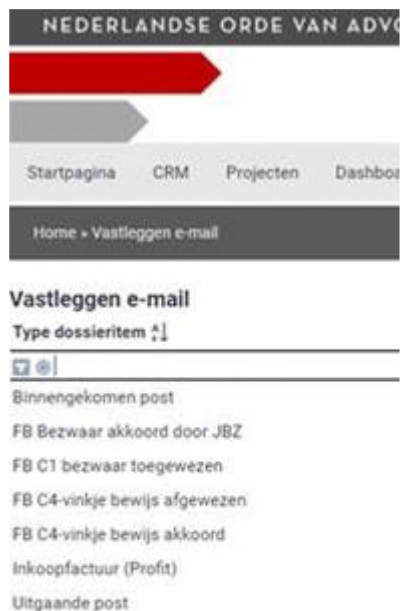 NEDERLANDSE ORDE VAN ADVO
Startpagina CRM Projecten Dashboa
Home » Vastleggen e-mail
Vastleggen e-mail
Type dossieritem
Binnengekomen post
FB Bezwaar akkoord door JBZ
FB C1 bezwaar toegewezen
FB C4-vinkje bewijs afgewezen
FB C4-vinkje bewijs akkoord
Inkoopfactuur (Profit)
Uitgaande post